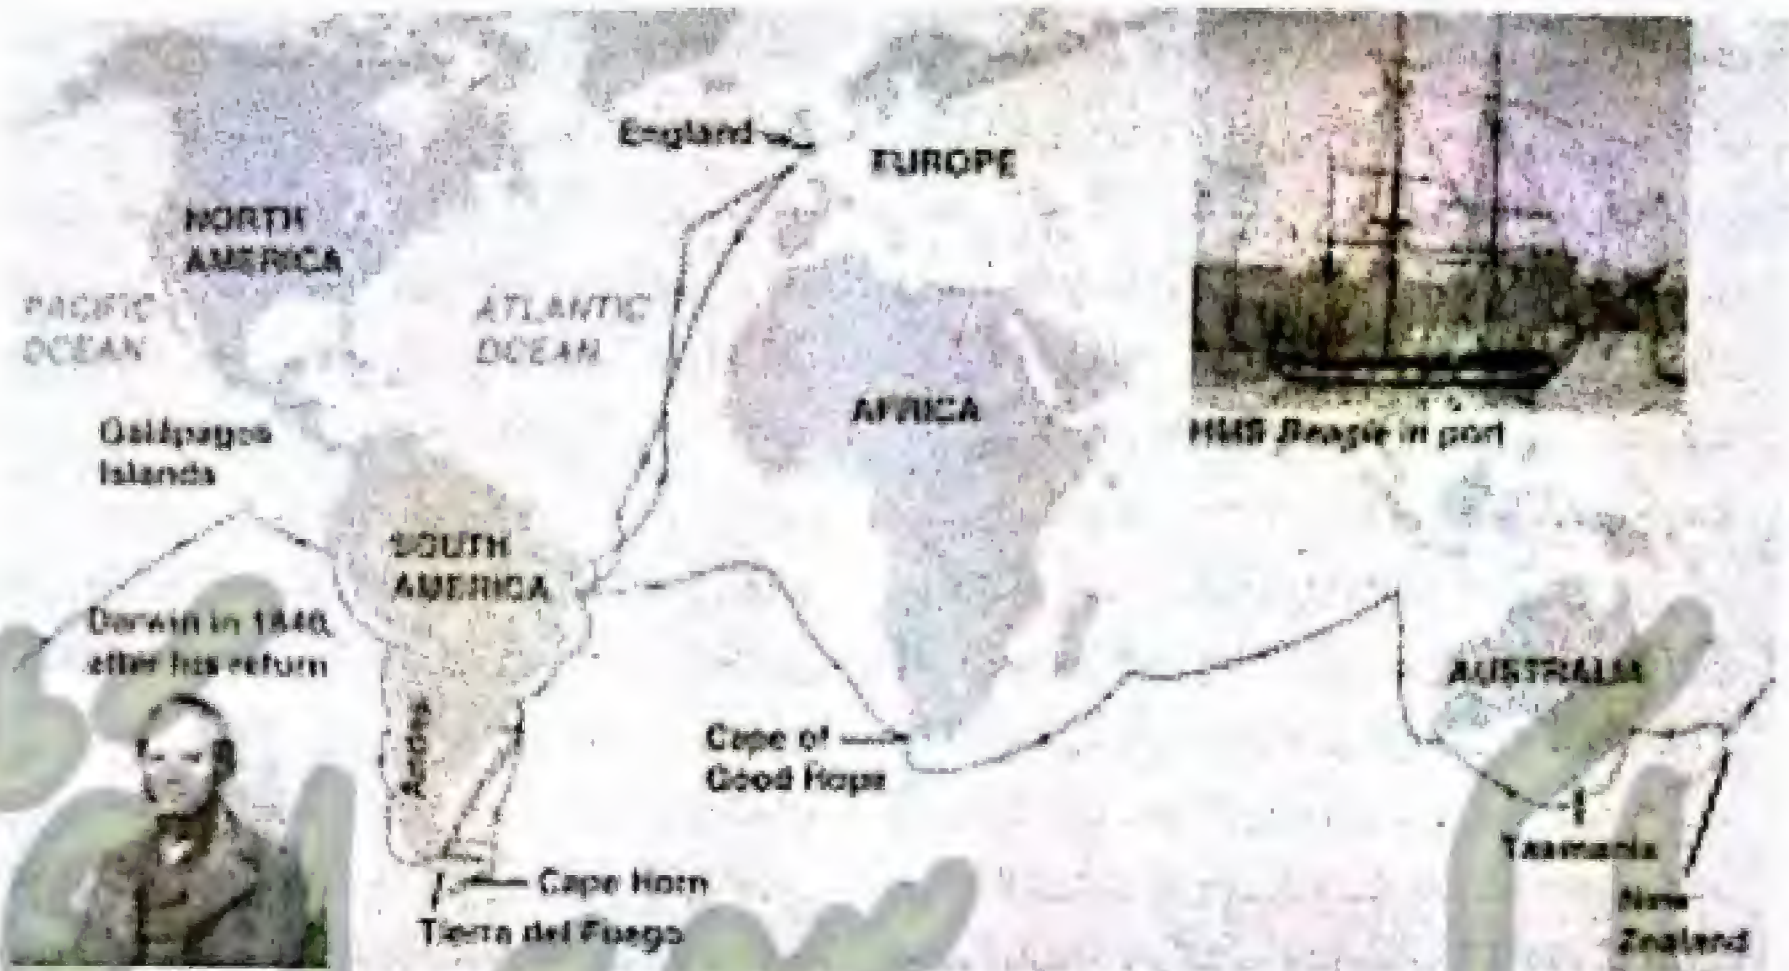 England
EUROPE
NORTH
AMERICA
PACIFIC
OCEAN
ATLANTIC
OCEAN
AFRICA
HMS Beagle in port
Galápagos
Islands
SOUTH
AMERICA
Darwin in 1840,
after his return
AUSTRALIA
Cape of
Good Hope
Tasmania
Cape Horn
Tierra del Fuego
New
Zealand